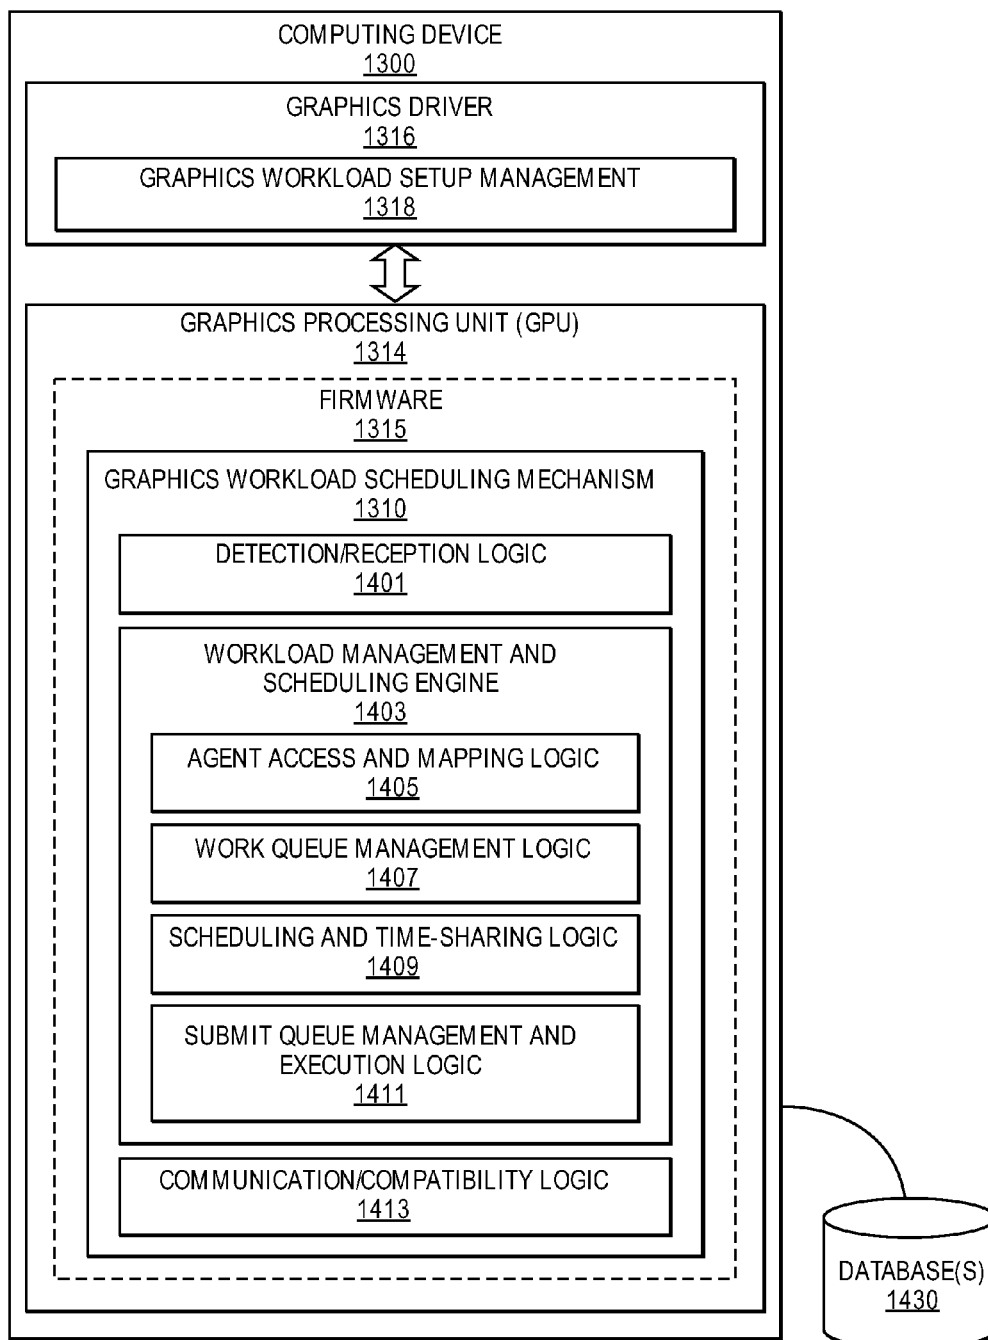 COMPUTING DEVICE
1300
GRAPHICS DRIVER
1316
GRAPHICS WORKLOAD SETUP MANAGEMENT
1318
GRAPHICS PROCESSING UNIT (GPU)
1314
FIRMWARE
1315
GRAPHICS WORKLOAD SCHEDULING MECHANISM
1310
DETECTION/RECEPTION LOGIC
1401
WORKLOAD MANAGEMENT AND
SCHEDULING ENGINE
1403
AGENT ACCESS AND MAPPING LOGIC
1405
WORK QUEUE MANAGEMENT LOGIC
1407
SCHEDULING AND TIME-SHARING LOGIC
1409
SUBMIT QUEUE MANAGEMENT AND
EXECUTION LOGIC
1411
COMMUNICATION/COMPATIBILITY LOGIC
1413
DATABASE(S)
1430